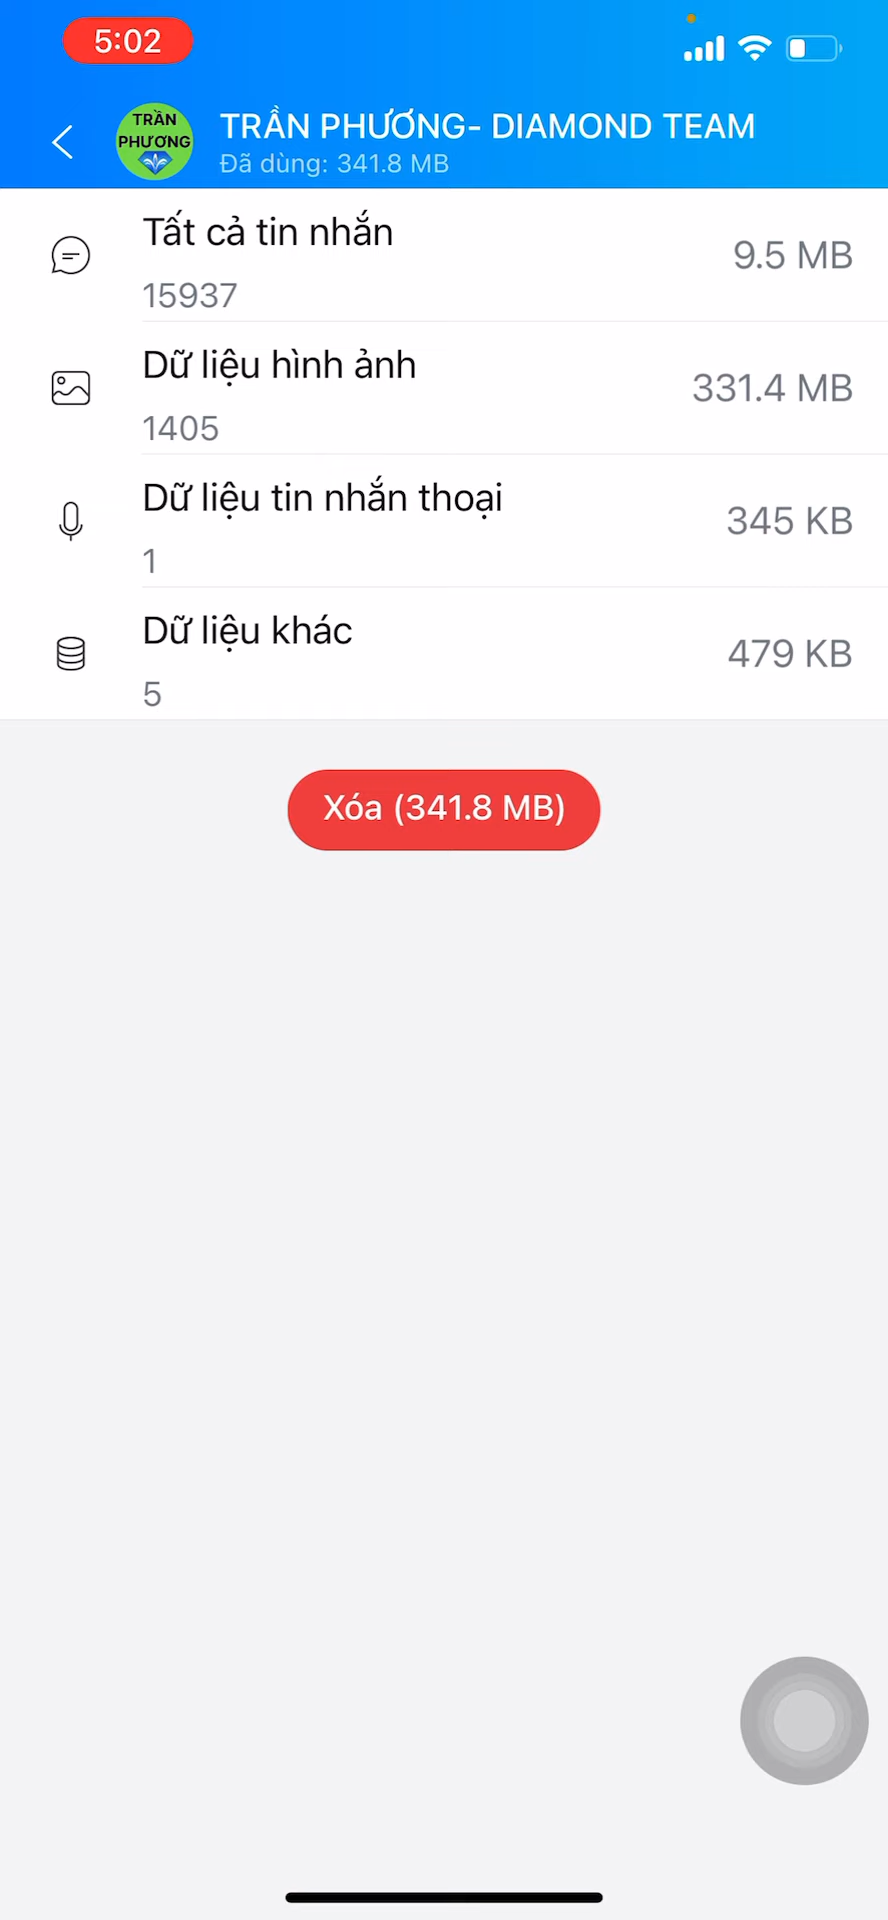 5:02
TRẦN PHƯƠNG
TRẦN PHƯƠNG- DIAMOND TEAM
Đã dùng: 341.8 MB
Tất cả tin nhắn
15937
9.5 MB
Dữ liệu hình ảnh
1405
331.4 MB
Dữ liệu tin nhắn thoại
1
345 KB
Dữ liệu khác
5
479 KB
Xóa (341.8 MB)